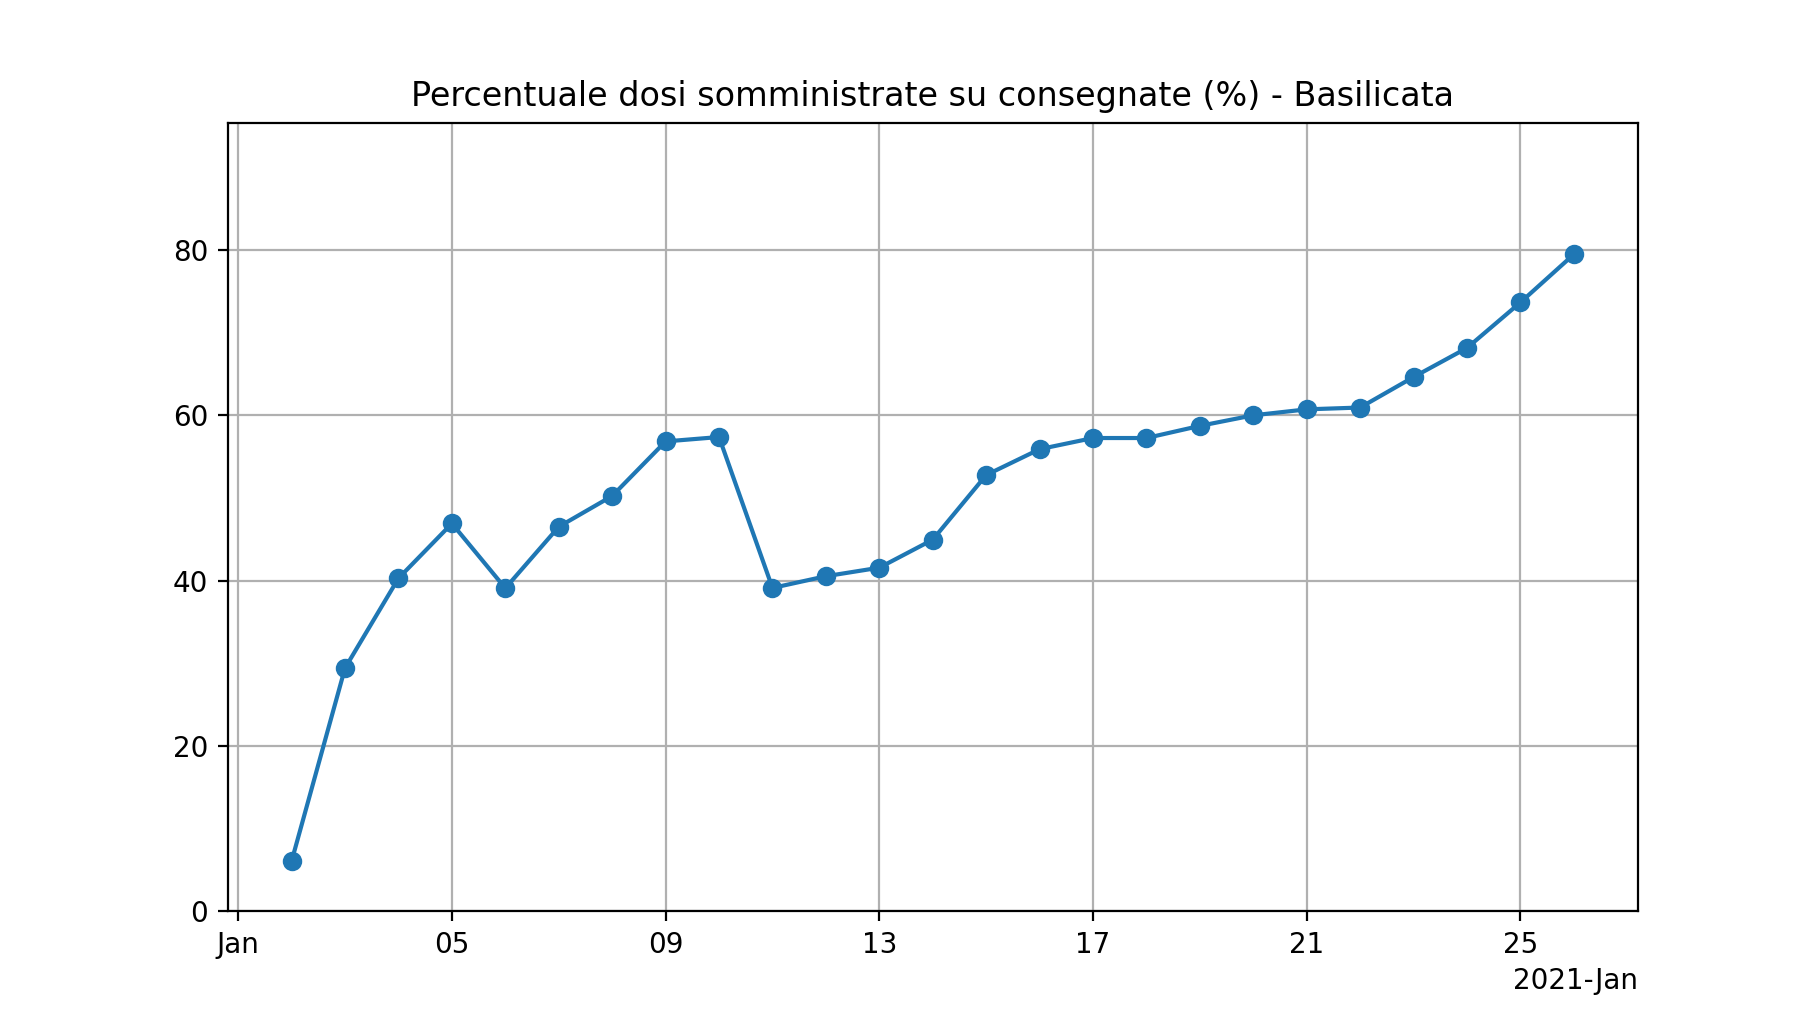 Percentuale dosi somministrate su consegnate (%) - Basilicata
80
60
40
20
0
Jan 05 09 13 17 21 25
2021-Jan